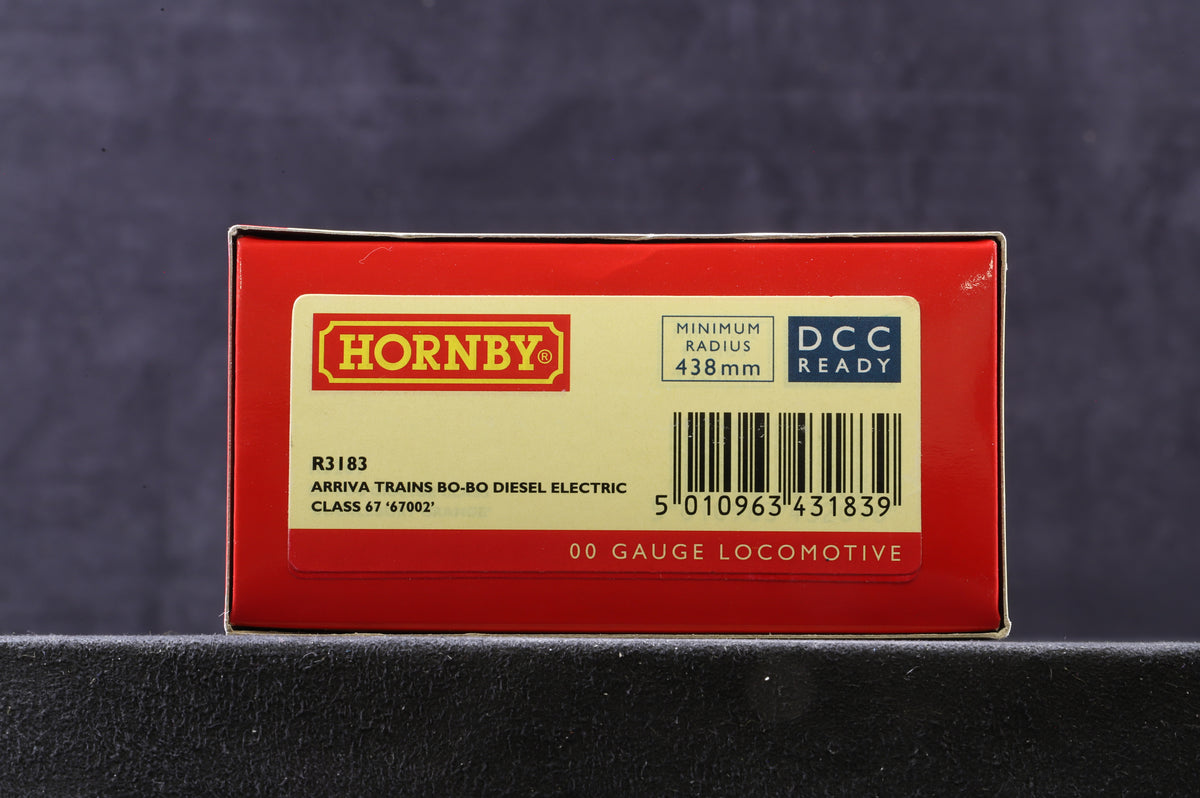 HORNBY®
MINIMUM
RADIUS
438mm
DCC
READY
R3183
ARRIVA TRAINS BO-BO DIESEL ELECTRIC
CLASS 67 ‘67002’
5 010963 431839
00 GAUGE LOCOMOTIVE